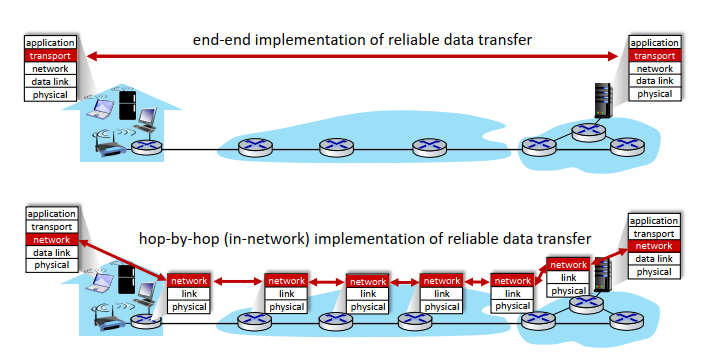 end-end implementation of reliable data transfer
application
transport
network
data link
physical
application
transport
network
data link
physical
hop-by-hop (in-network) implementation of reliable data transfer
application
transport
network
data link
physical
network
link
physical
network
link
physical
network
link
physical
network
link
physical
network
link
physical
network
link
physical
application
transport
network
data link
physical